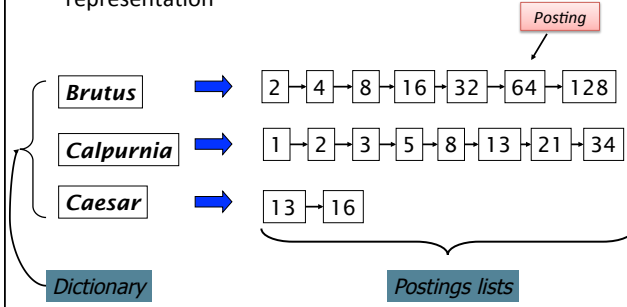 representation
Posting
Brutus 2 4 8 16 32 64 128
Calpurnia 1 2 3 5 8 13 21 34
Caesar 13 16
Dictionary Postings lists